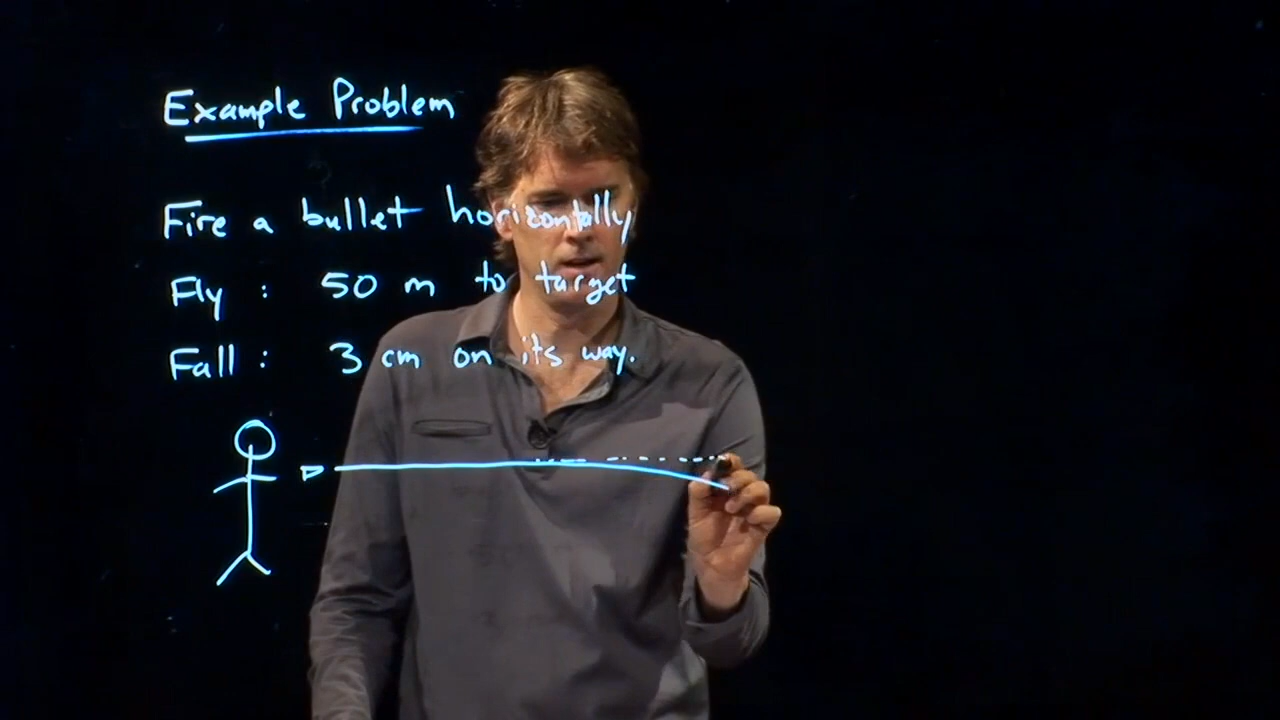 Example Problem
Fire a bullet horizontally
Fly : 50 m to target
Fall : 3 cm on its way.